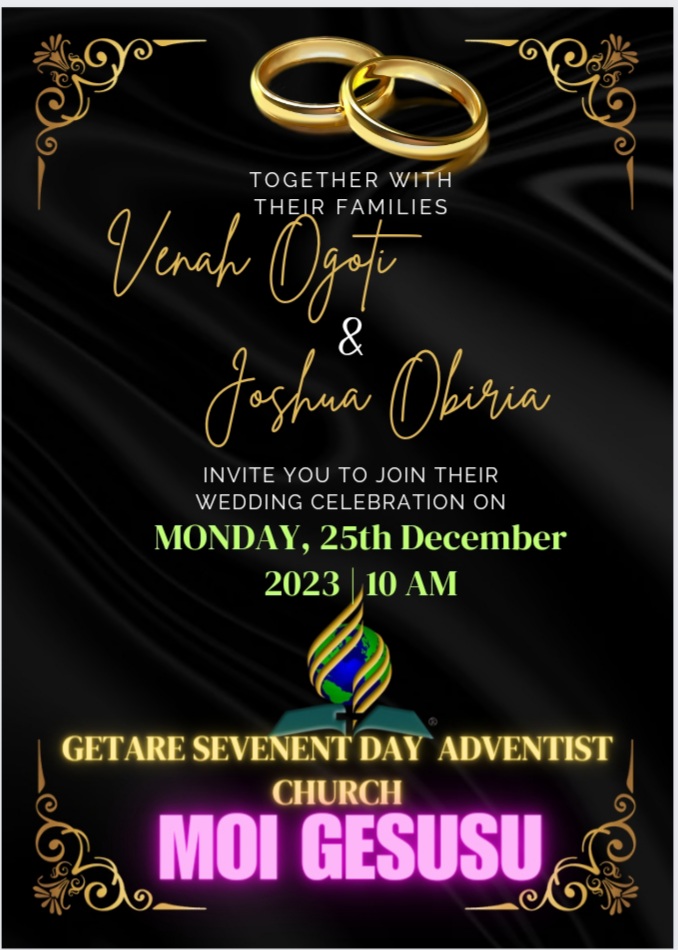 TOGETHER WITH
THEIR FAMILIES
Venah Ogoti
&
Joshua Obiria
INVITE YOU TO JOIN THEIR
WEDDING CELEBRATION ON
MONDAY, 25th December
2023 | 10 AM
®
GETARE SEVENENT DAY ADVENTIST
CHURCH
MOI GESUSU